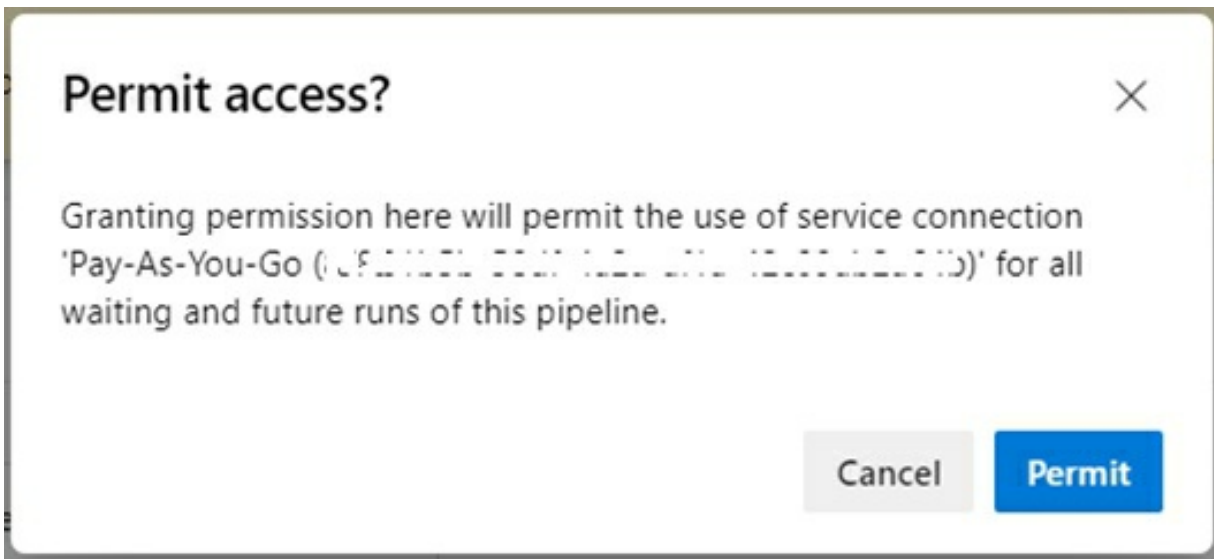 Permit access?
Granting permission here will permit the use of service connection
'Pay-As-You-Go ( )' for all
waiting and future runs of this pipeline.
Cancel
Permit